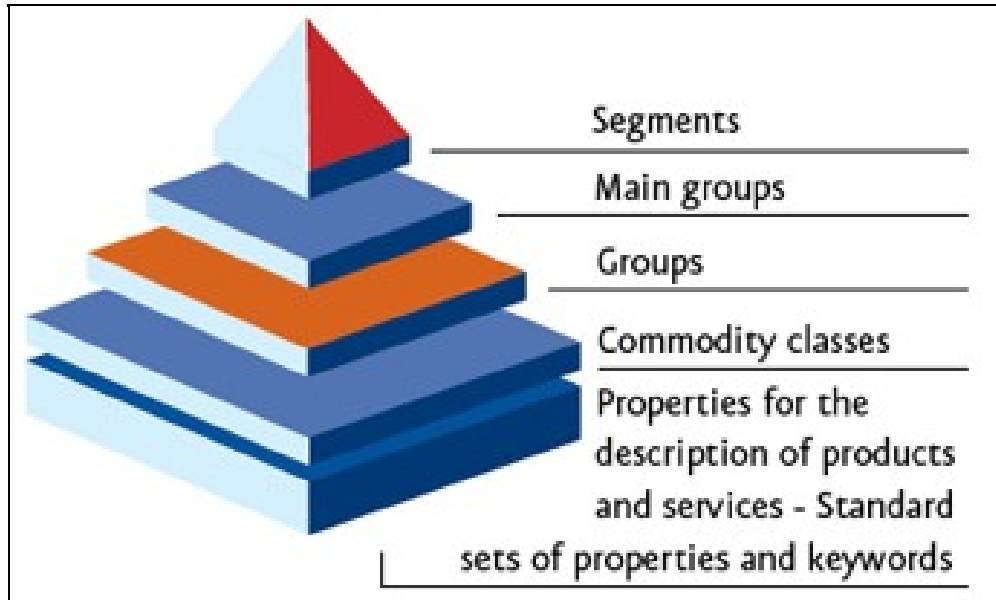 Segments
Main groups
Groups
Commodity classes
Properties for the
description of products
and services - Standard
sets of properties and keywords